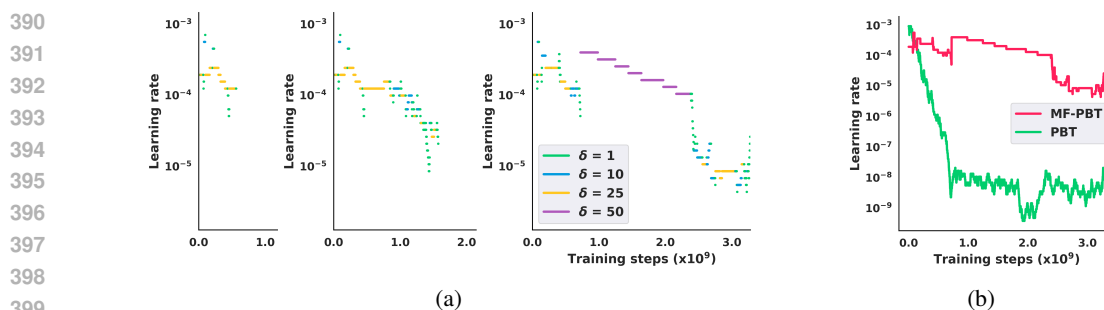 390
391
392
393
394
395
396
397
398
399
Learning rate
10⁻³
10⁻⁴
10⁻⁵
0.0 1.0
Learning rate
10⁻³
10⁻⁴
10⁻⁵
0.0 1.0 2.0
Learning rate
10⁻³
10⁻⁴
10⁻⁵
δ = 1
δ = 10
δ = 25
δ = 50
0.0 1.0 2.0 3.0
Training steps (x10⁹)
(a)
Learning rate
10⁻³
10⁻⁴
10⁻⁵
10⁻⁶
10⁻⁷
10⁻⁸
10⁻⁹
MF-PBT
PBT
0.0 1.0 2.0 3.0
Training steps (x10⁹)
(b)